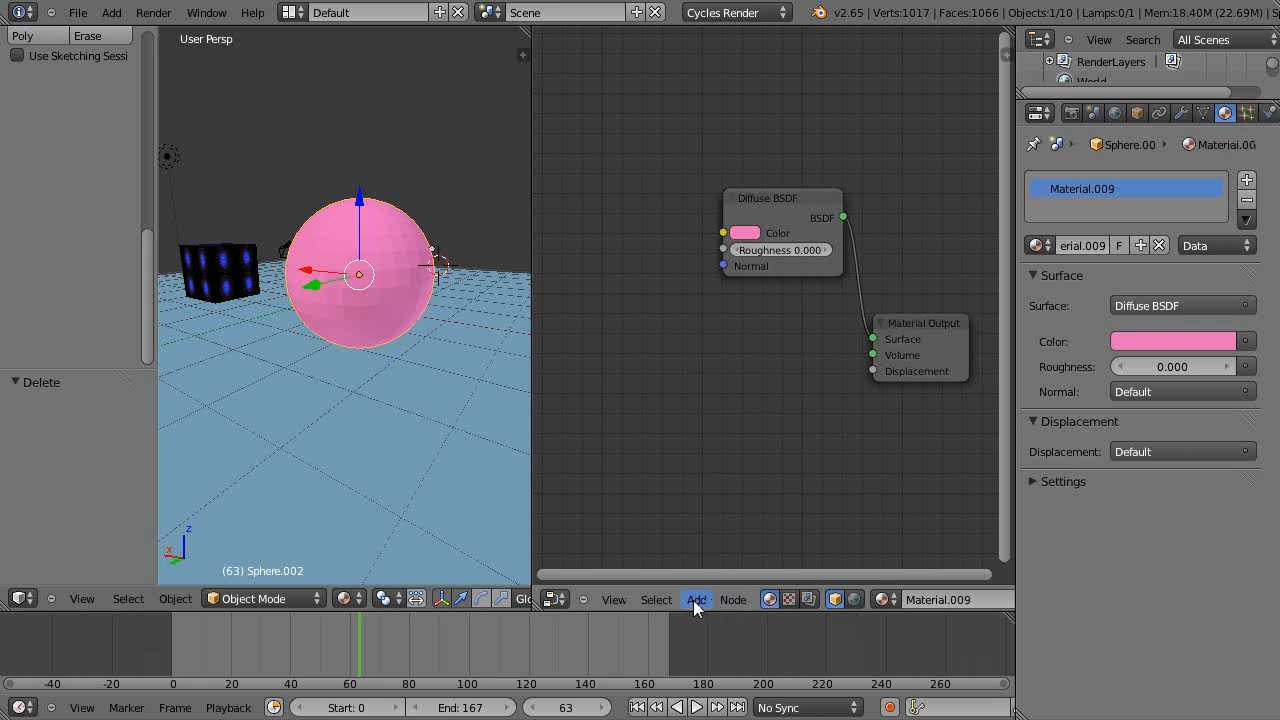 File Add Render Window Help Default Scene Cycles Render v2.65 | Verts:1017 | Faces:1066 | Objects:1/10 | Lamps:0/1 | Mem:18.40M (22.69M) | S
Poly Erase
Use Sketching Sessi
Delete
User Persp
z
x
(63) Sphere.002
View Select Object Object Mode Glo
Diffuse BSDF
BSDF
Color
Roughness 0.000
Normal
Material Output
Surface
Volume
Displacement
View Select Add Node Material.009
View Search All Scenes
RenderLayers |
World
Sphere.00 Material.00
Material.009
erial.009 F Data
Surface
Surface: Diffuse BSDF
Color:
Roughness: 0.000
Normal: Default
Displacement
Displacement: Default
Settings
-40 -20 0 20 40 60 80 100 120 140 160 180 200 220 240 260
View Marker Frame Playback Start: 0 End: 167 63 No Sync